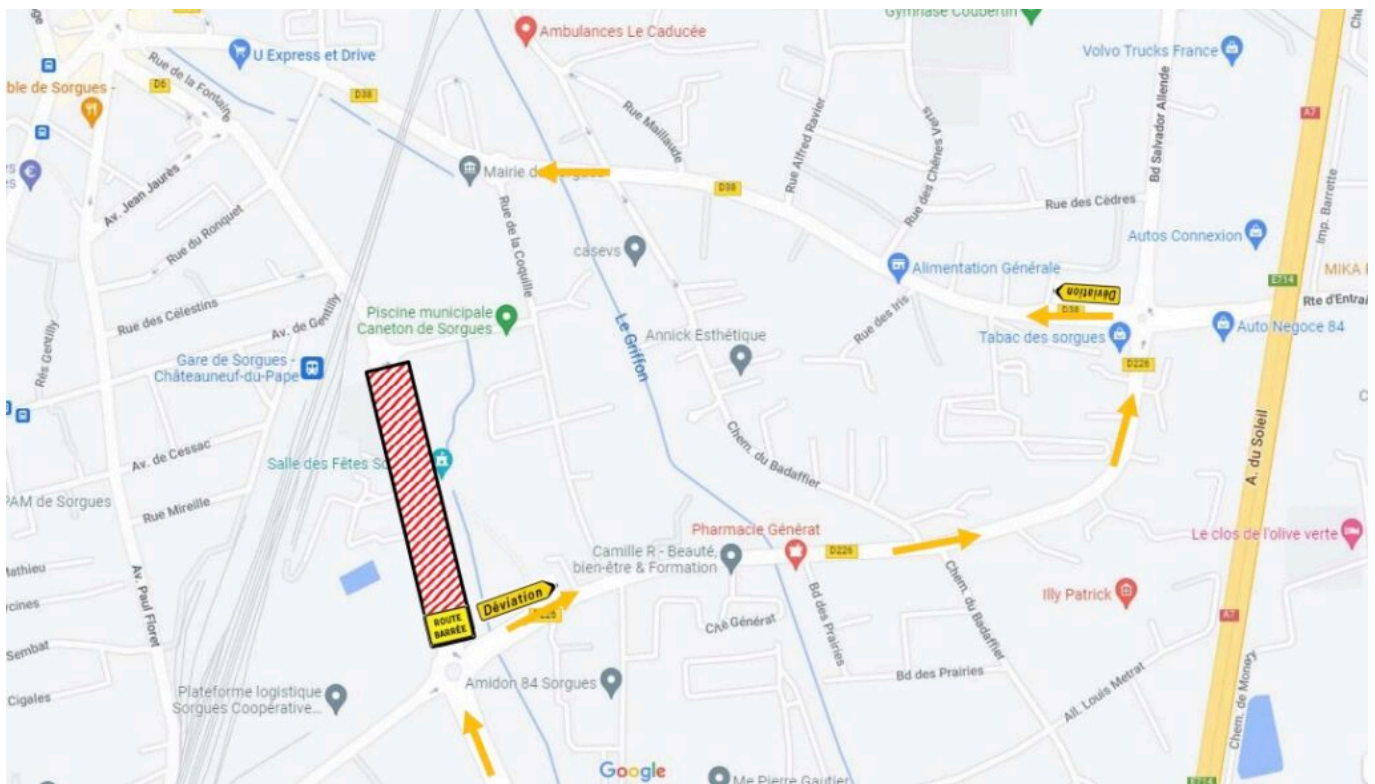 Gymnase Coubertin
Ambulances Le Caducée
U Express et Drive
Rue de la Fontaine
D6
D38
ble de Sorgues -
Volvo Trucks France
Bd Salvador Allende
A7
Rue Maillaude
Rue Alfred Ravier
Rue des Chênes Verts
Mairie de
D38
Rue des Cèdres
Imp. Barrette
Av. Jean Jaurès
Rue du Ronquet
Rue de la Coquille
casevs
Autos Connexion
Alimentation Générale
E714
MIKA
Déviation
D38
Rte d'Entrai
Rue des Célestins
Av. de Gentilly
Rés Gentilly
Piscine municipale
Caneton de Sorgues
Le Griffon
Annick Esthétique
Rue des Iris
Tabac des sorgues
Auto Negoce 84
D226
Gare de Sorgues -
Châteauneuf-du-Pape
Av. de Cessac
Salle des Fêtes So
Chem. du Badaffier
A. du Soleil
PAM de Sorgues
Rue Mireille
Pharmacie Générat
Camille R - Beauté,
bien-être & Formation
D226
Le clos de l'olive verte
Mathieu
Av. Paul Floret
ROUTE
BARRÉE
Déviation
Bd des Prairies
Chem. du Badaffier
Illy Patrick
A7
Sembat
Cigales
Plateforme logistique
Sorgues Coopérative...
Amidon 84 Sorgues
Bd des Prairies
All. Louis Metrat
Chem. de Monery
Google
Me Pierre Gautier
E714